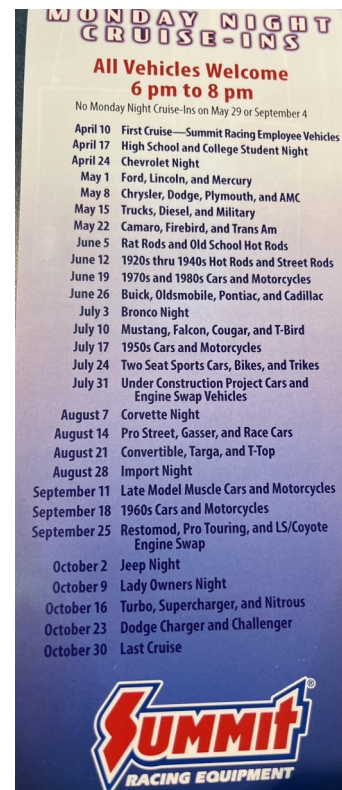 MONDAY NIGHT
CRUISE-INS
All Vehicles Welcome
6 pm to 8 pm
No Monday Night Cruise-Ins on May 29 or September 4
April 10 First Cruise—Summit Racing Employee Vehicles
April 17 High School and College Student Night
April 24 Chevrolet Night
May 1 Ford, Lincoln, and Mercury
May 8 Chrysler, Dodge, Plymouth, and AMC
May 15 Trucks, Diesel, and Military
May 22 Camaro, Firebird, and Trans Am
June 5 Rat Rods and Old School Hot Rods
June 12 1920s thru 1940s Hot Rods and Street Rods
June 19 1970s and 1980s Cars and Motorcycles
June 26 Buick, Oldsmobile, Pontiac, and Cadillac
July 3 Bronco Night
July 10 Mustang, Falcon, Cougar, and T-Bird
July 17 1950s Cars and Motorcycles
July 24 Two Seat Sports Cars, Bikes, and Trikes
July 31 Under Construction Project Cars and
Engine Swap Vehicles
August 7 Corvette Night
August 14 Pro Street, Gasser, and Race Cars
August 21 Convertible, Targa, and T-Top
August 28 Import Night
September 11 Late Model Muscle Cars and Motorcycles
September 18 1960s Cars and Motorcycles
September 25 Restomod, Pro Touring, and LS/Coyote
Engine Swap
October 2 Jeep Night
October 9 Lady Owners Night
October 16 Turbo, Supercharger, and Nitrous
October 23 Dodge Charger and Challenger
October 30 Last Cruise
SUMMIT®
RACING EQUIPMENT